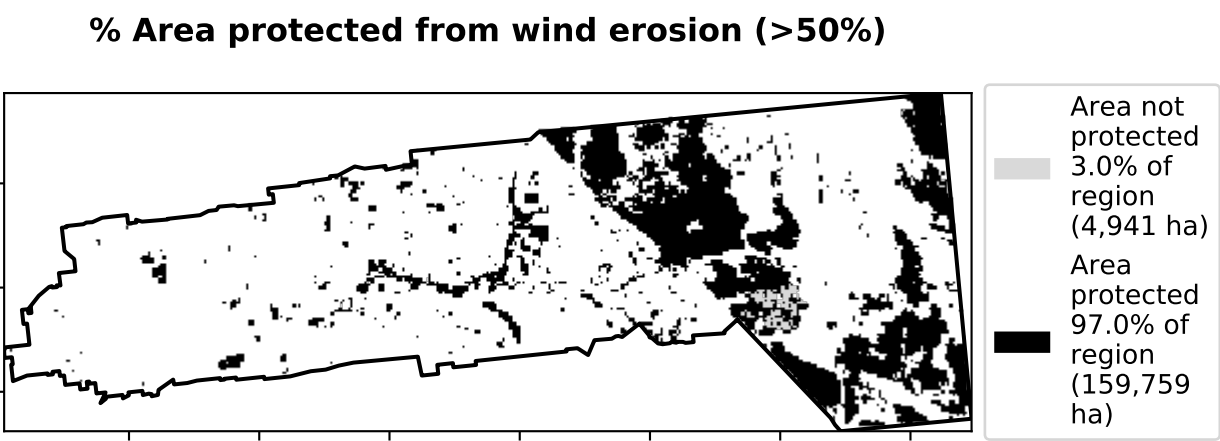 % Area protected from wind erosion (>50%)
Area not
protected
3.0% of
region
(4,941 ha)
Area
protected
97.0% of
region
(159,759
ha)